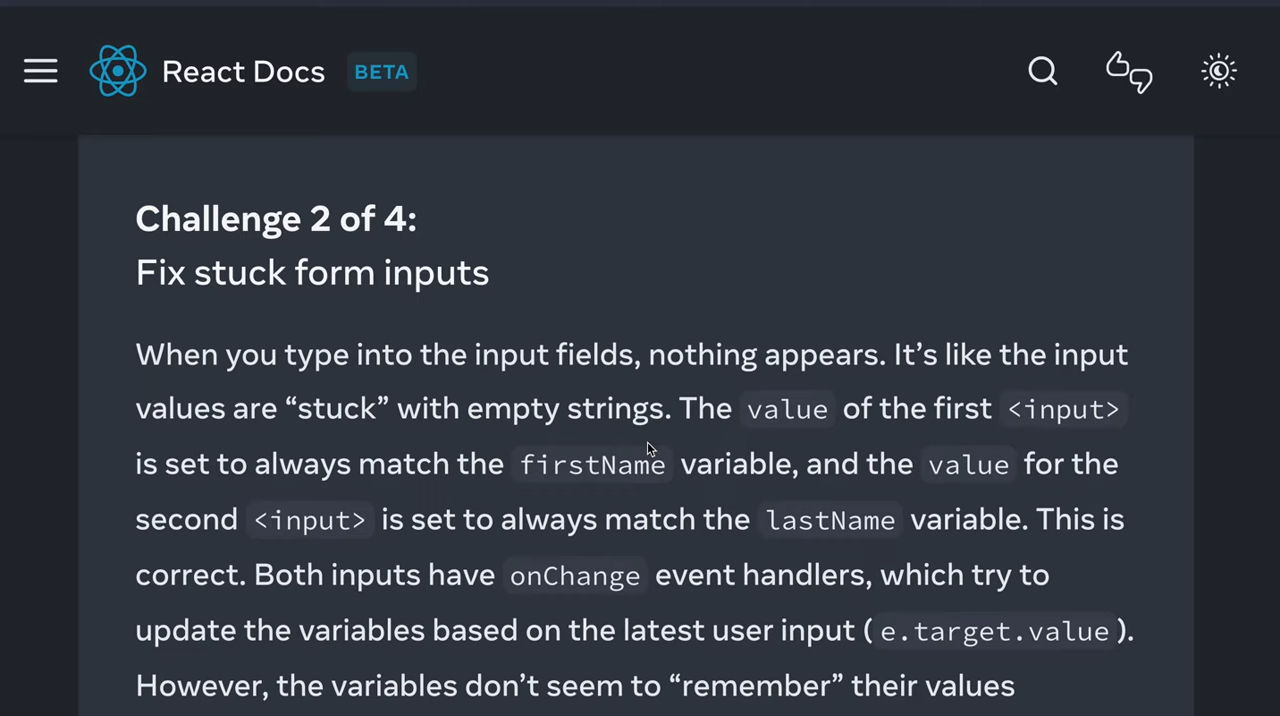 React Docs BETA
Challenge 2 of 4:
Fix stuck form inputs
When you type into the input fields, nothing appears. It’s like the input
values are “stuck” with empty strings. The value of the first <input>
is set to always match the firstName variable, and the value for the
second <input> is set to always match the lastName variable. This is
correct. Both inputs have onChange event handlers, which try to
update the variables based on the latest user input (e.target.value).
However, the variables don’t seem to “remember” their values